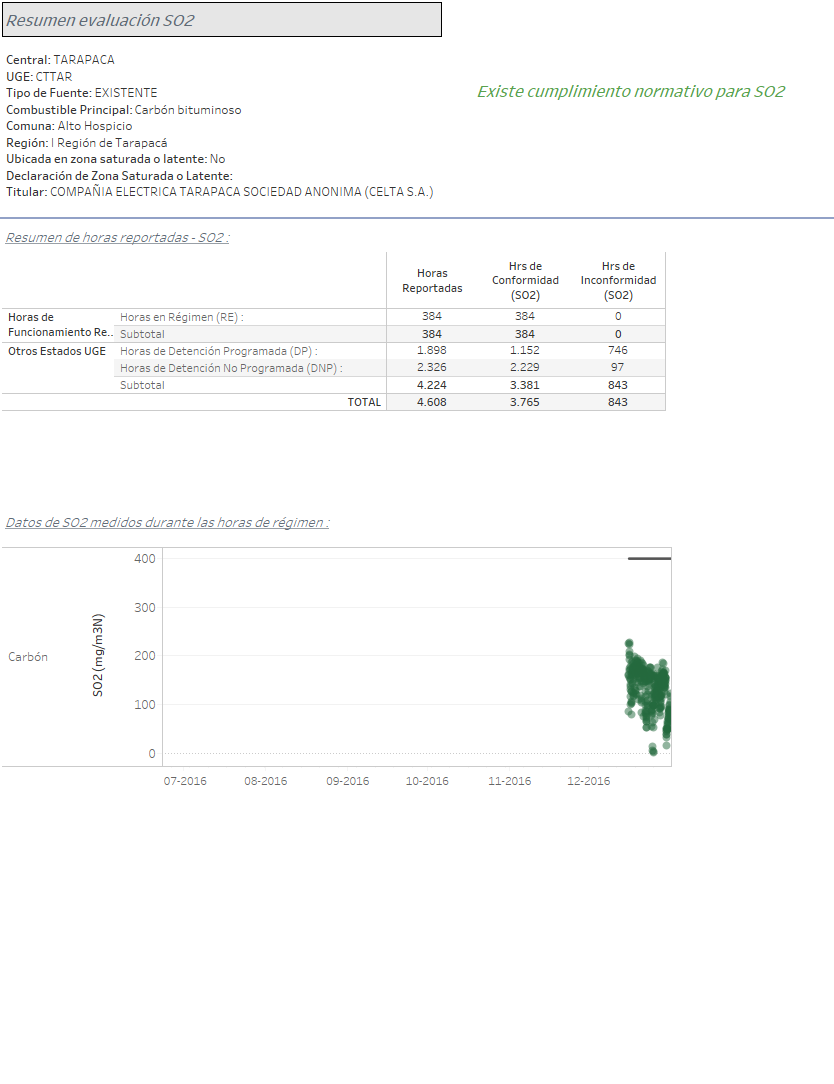 Resumen evaluación SO2
Central: TARAPACA
UGE: CTTAR
Tipo de Fuente: EXISTENTE
Existe cumplimiento normativo para SO2
Combustible Principal: Carbón bituminoso
Comuna: Alto Hospicio
Región: I Región de Tarapacá
Ubicada en zona saturada o latente: No
Declaración de Zona Saturada o Latente:
Titular: COMPAÑIA ELECTRICA TARAPACA SOCIEDAD ANONIMA (CELTA S.A.)
Resumen de horas reportadas - SO2 :
Horas Reportadas
Hrs de Conformidad (SO2)
Hrs de Inconformidad (SO2)
Horas de Funcionamiento Re..
Horas en Régimen (RE) : 384 384 0
Subtotal 384 384 0
Otros Estados UGE Horas de Detención Programada (DP) : 1.898 1.152 746
Horas de Detención No Programada (DNP) : 2.326 2.229 97
Subtotal 4.224 3.381 843
TOTAL 4.608 3.765 843
Datos de SO2 medidos durante las horas de régimen :
Carbón
SO2 (mg/m3N)
400
300
200
100
0
07-2016 08-2016 09-2016 10-2016 11-2016 12-2016